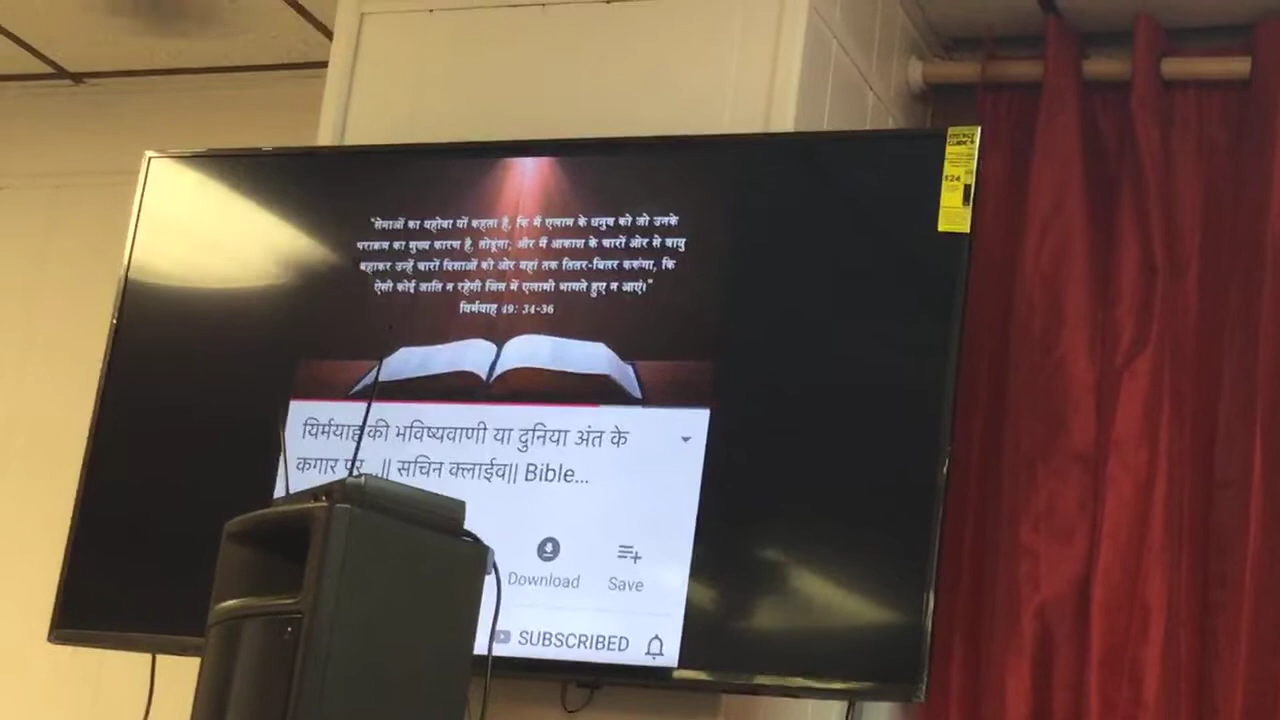 "सेनाओं का यहोवा यों कहता है, कि मैं एलाम के धनुष को जो उनके
पराक्रम का मुख्य कारण है, तोड़ूंगा; और मैं आकाश के चारों ओर से वायु
बहाकर उन्हें चारों दिशाओं की ओर यहां तक तितर-बितर करूंगा, कि
ऐसी कोई जाति न रहेगी जिस में एलामी भागते हुए न आएं।"
यिर्मयाह 49: 34-36
यिर्मयाह की भविष्यवाणी या दुनिया अंत के
कगार पर...|| सचिन क्लाईव|| Bible...
Download
Save
SUBSCRIBED
GUIDE
$24